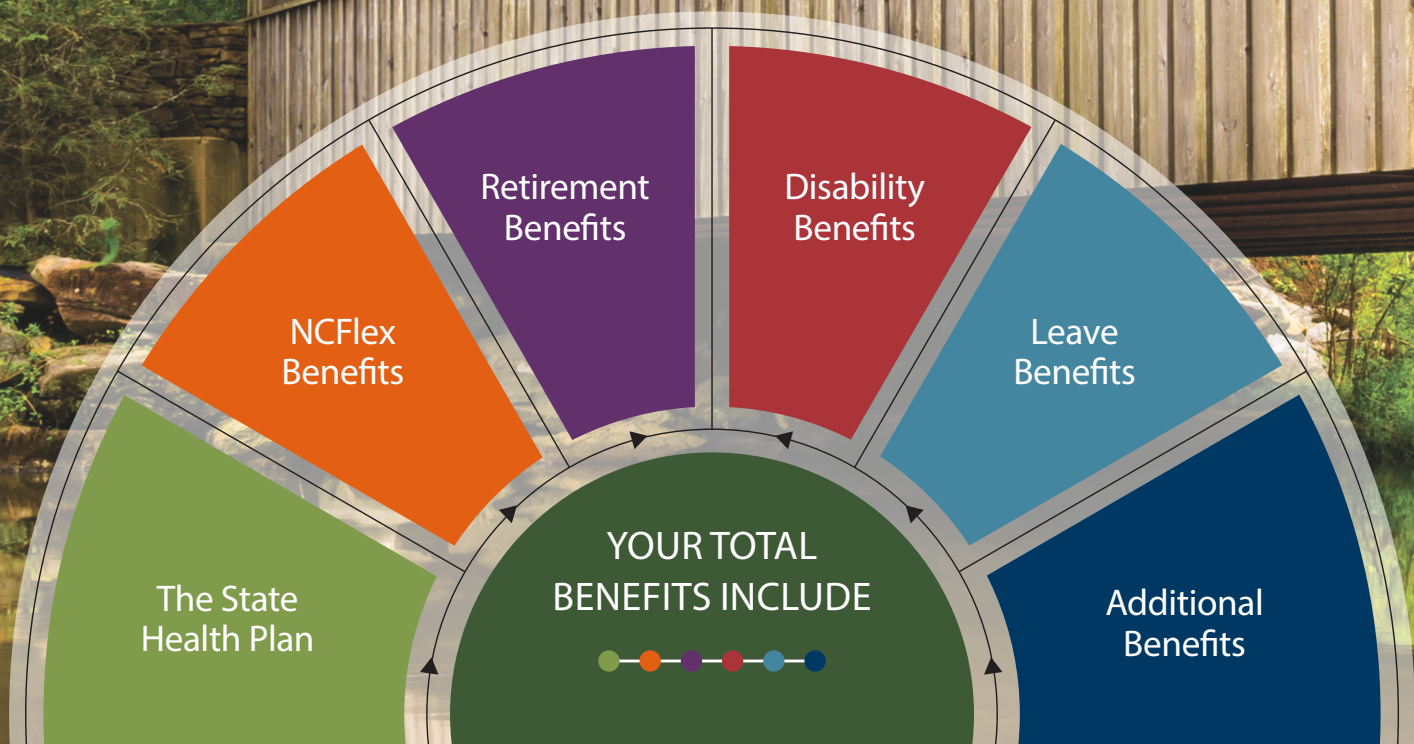 Retirement
Benefits
Disability
Benefits
NCFlex
Benefits
Leave
Benefits
YOUR TOTAL
BENEFITS INCLUDE
The State
Health Plan
Additional
Benefits